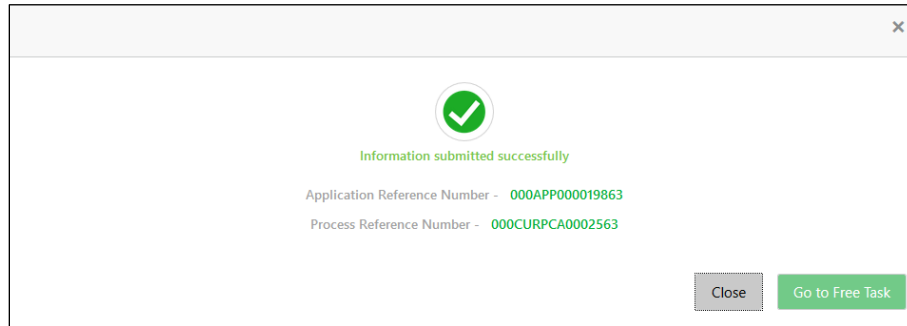 ×
Information submitted successfully
Application Reference Number - 000APP000019863
Process Reference Number - 000CURPCA0002563
Close Go to Free Task